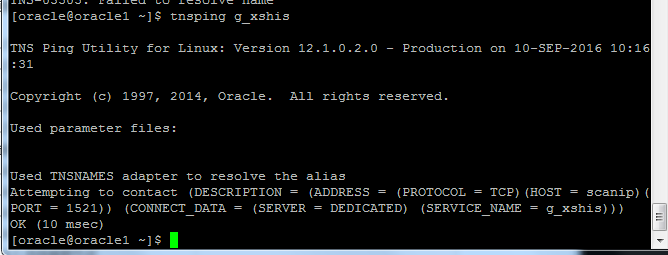 TNS-03505: Failed to resolve name
[oracle@oracle1 ~]$ tnsping g_xshis
TNS Ping Utility for Linux: Version 12.1.0.2.0 - Production on 10-SEP-2016 10:16
:31
Copyright (c) 1997, 2014, Oracle.  All rights reserved.
Used parameter files:
Used TNSNAMES adapter to resolve the alias
Attempting to contact (DESCRIPTION = (ADDRESS = (PROTOCOL = TCP)(HOST = scanip)(
PORT = 1521)) (CONNECT_DATA = (SERVER = DEDICATED) (SERVICE_NAME = g_xshis)))
OK (10 msec)
[oracle@oracle1 ~]$